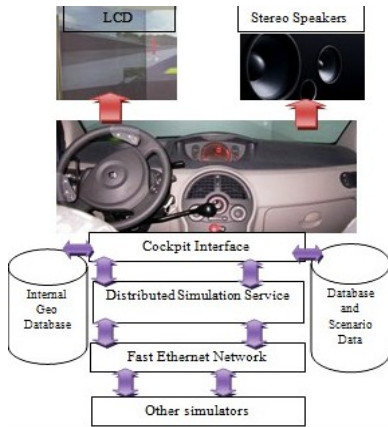 LCD
Stereo Speakers
Cockpit Interface
Internal
Geo
Database
Distributed Simulation Service
Database
and
Scenario
Data
Fast Ethernet Network
Other simulators